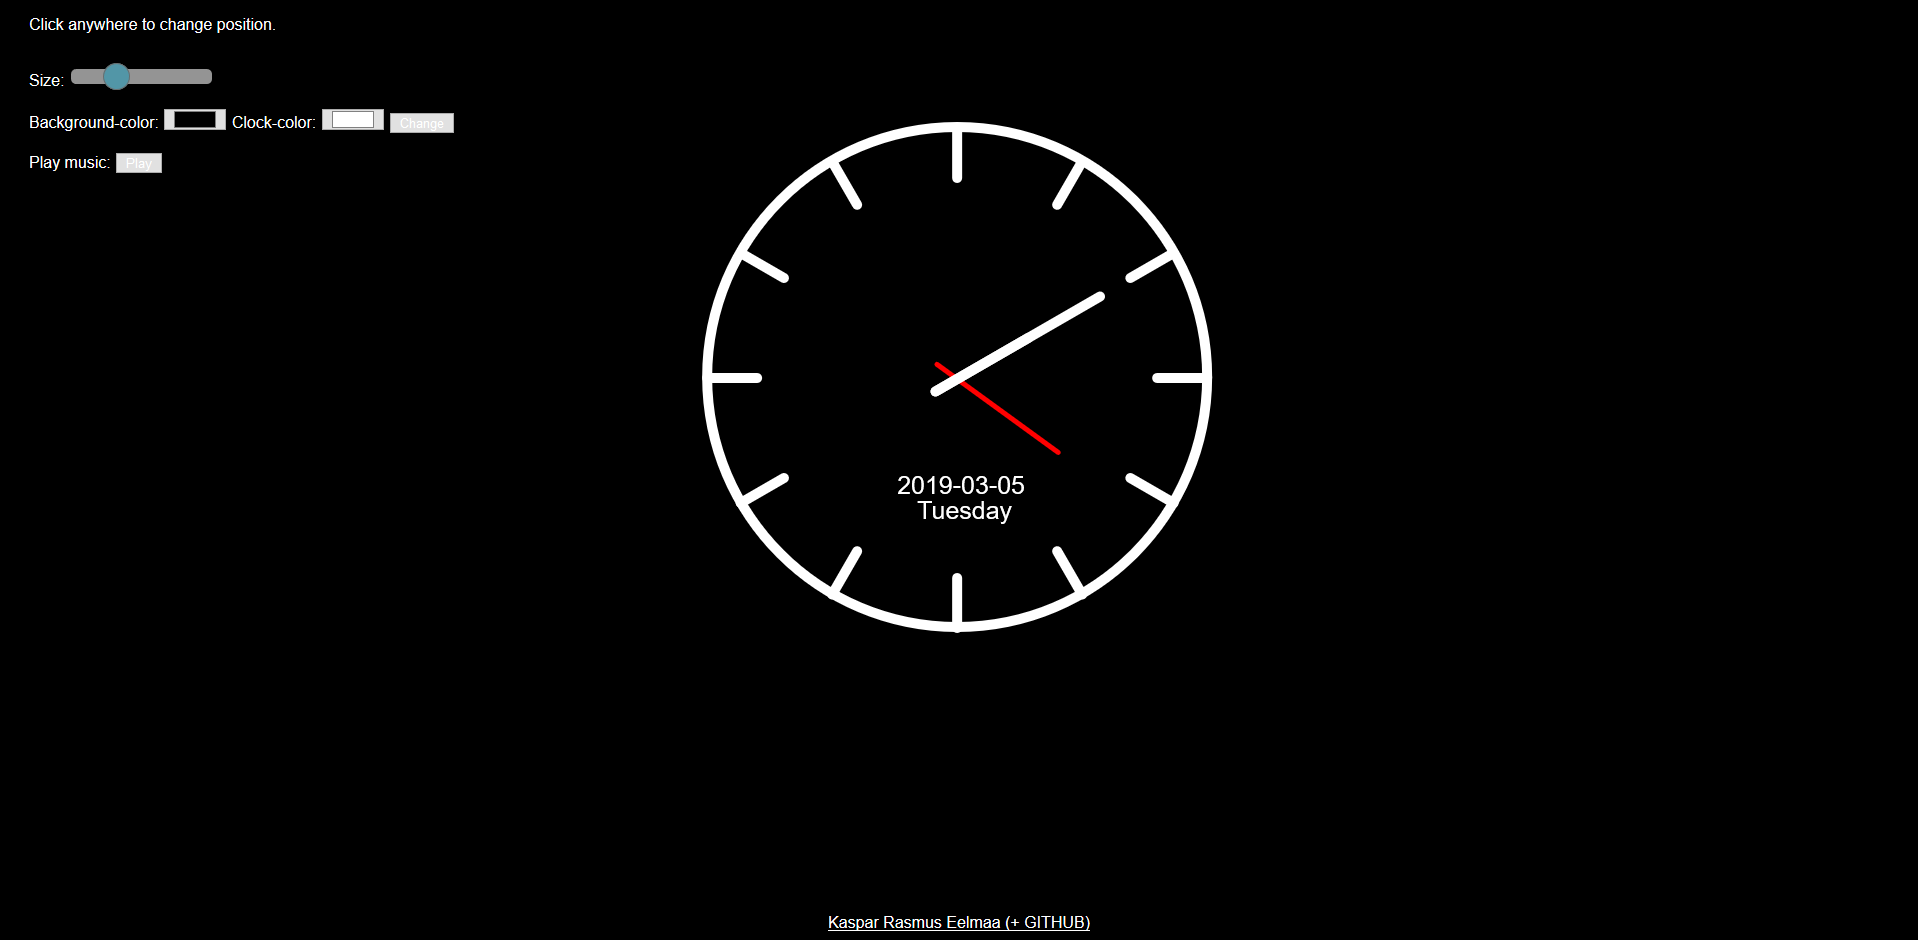 Click anywhere to change position.
Size:
Background-color: Clock-color: Change
Play music: Play
2019-03-05
Tuesday
Kaspar Rasmus Eelmaa (+ GITHUB)